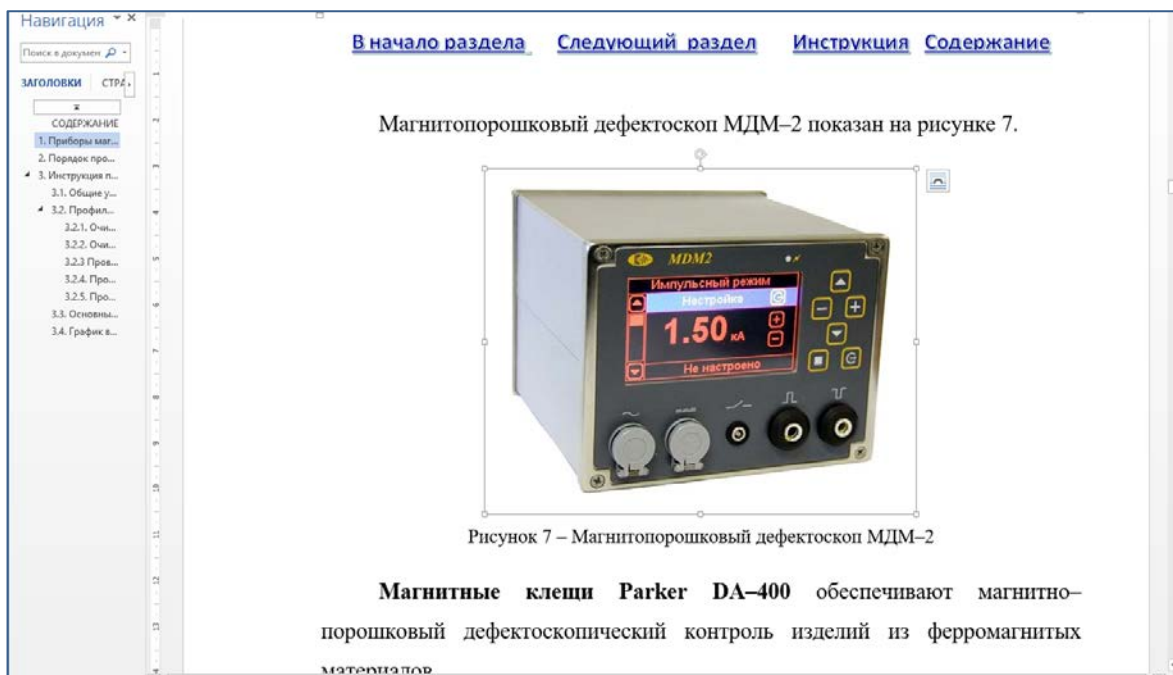 Навигация
В начало раздела Следующий раздел Инструкция Содержание
Поиск в докумен
ЗАГОЛОВКИ СТРА
СОДЕРЖАНИЕ
1. Приборы маг...
2. Порядок про...
3. Инструкция п...
3.1. Общие у...
3.2. Профил...
3.2.1. Очи...
3.2.2. Очи...
3.2.3 Пров...
3.2.4. Про...
3.2.5. Про...
3.3. Основны...
3.4. График в...
Магнитопорошковый дефектоскоп МДМ–2 показан на рисунке 7.
MDM2
Импульсный режим
Настройка
1.50 кА
Не настроено
Рисунок 7 – Магнитопорошковый дефектоскоп МДМ–2
Магнитные клещи Parker DA–400 обеспечивают магнитно–
порошковый дефектоскопический контроль изделий из ферромагнитых
материалов